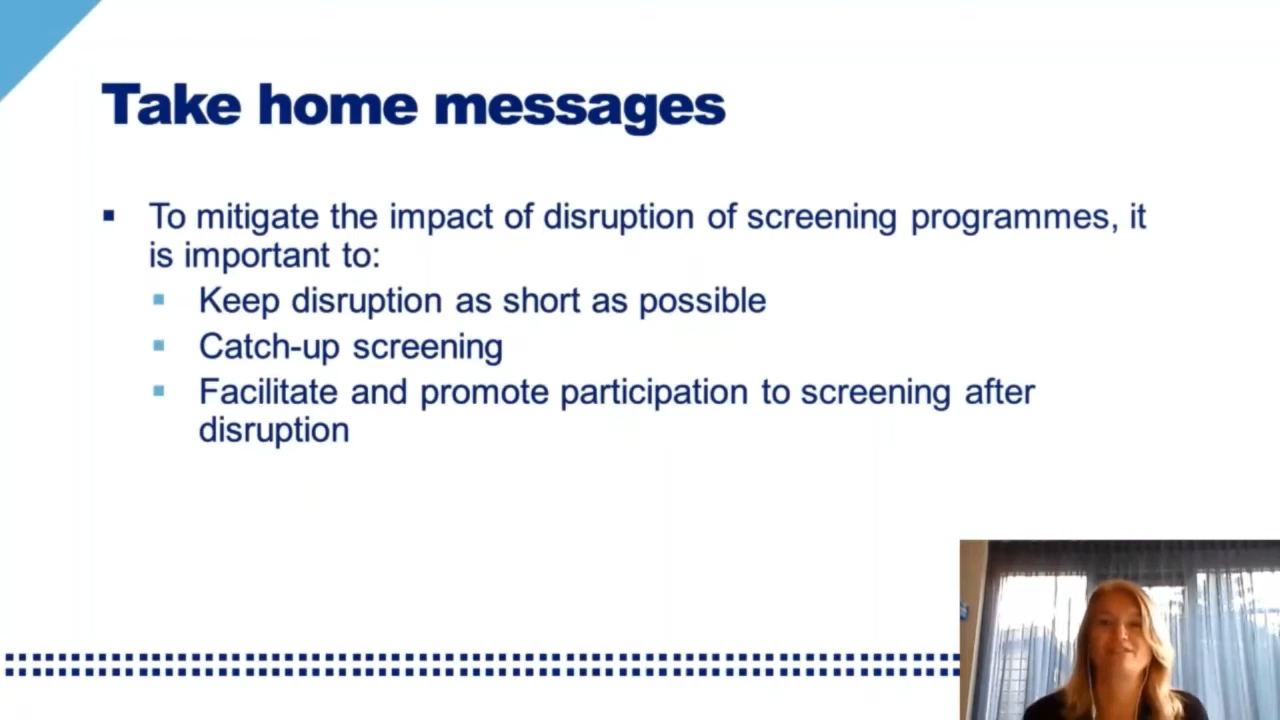 Take home messages
To mitigate the impact of disruption of screening programmes, it
is important to:
Keep disruption as short as possible
Catch-up screening
Facilitate and promote participation to screening after
disruption